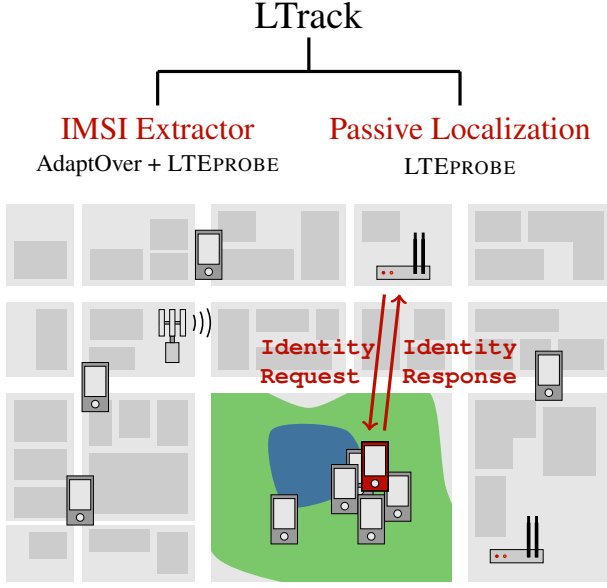 LTrack
IMSI Extractor
Passive Localization
AdaptOver + LTEPROBE
LTEPROBE
Identity
Request
Identity
Response